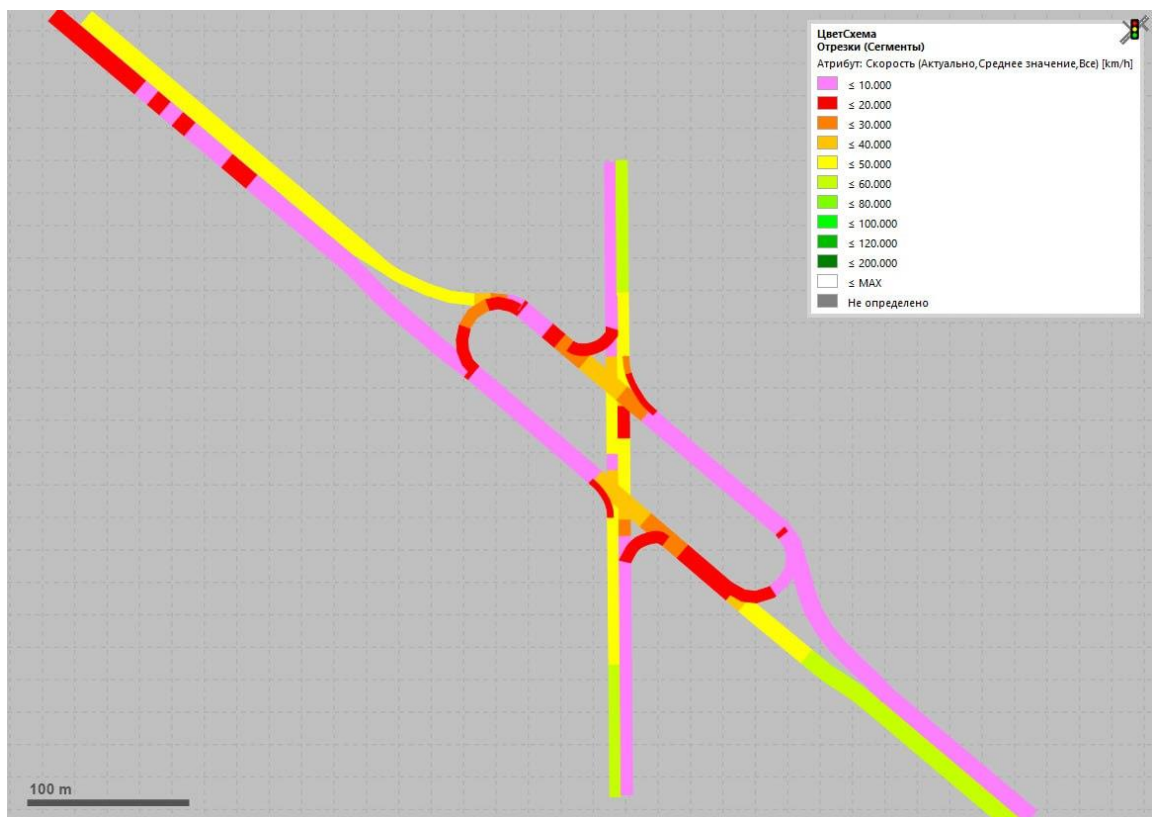 ЦветСхема
Отрезки (Сегменты)
Атрибут: Скорость (Актуально,Среднее значение,Все) [km/h]
≤ 10.000
≤ 20.000
≤ 30.000
≤ 40.000
≤ 50.000
≤ 60.000
≤ 80.000
≤ 100.000
≤ 120.000
≤ 200.000
≤ MAX
Не определено
100 m